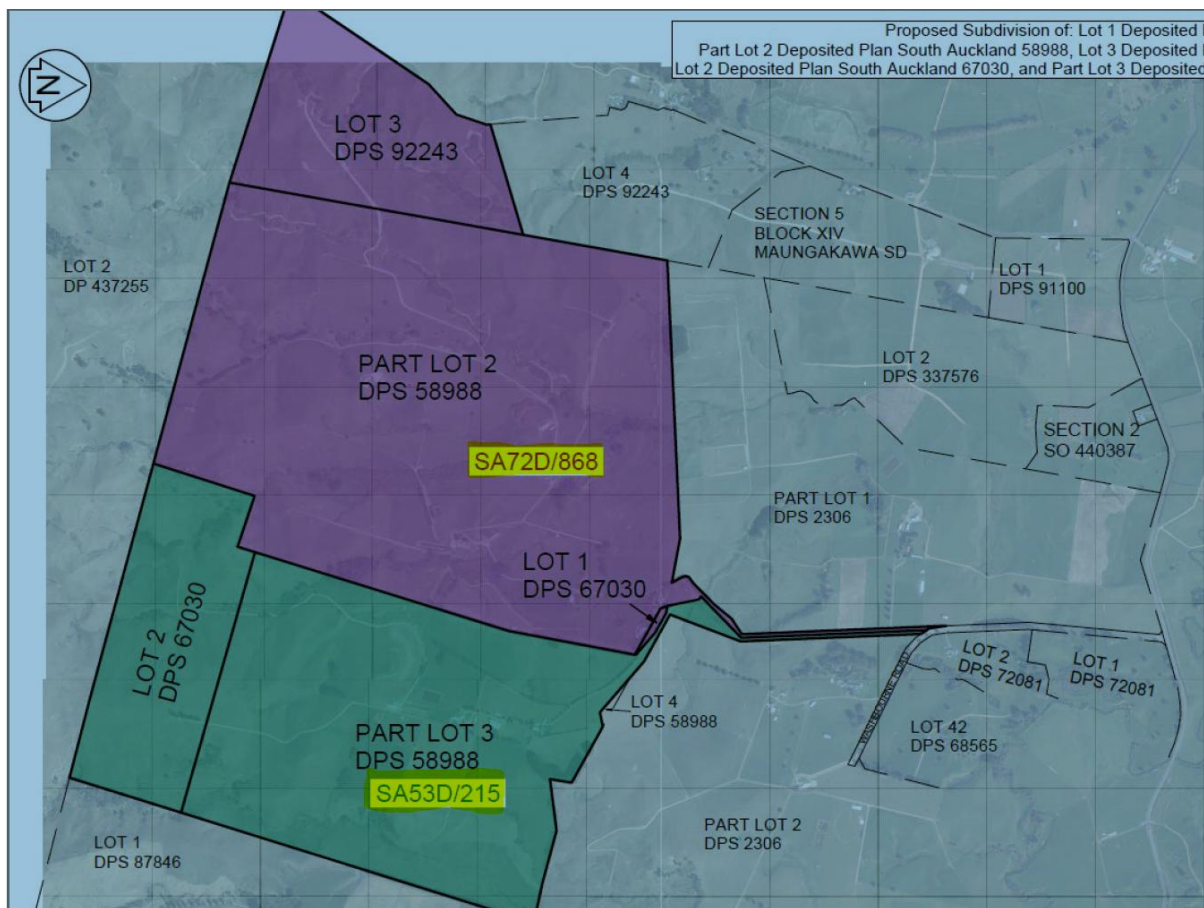 Proposed Subdivision of: Lot 1 Deposited
Part Lot 2 Deposited Plan South Auckland 58988, Lot 3 Deposited
Lot 2 Deposited Plan South Auckland 67030, and Part Lot 3 Deposited
N
LOT 3
DPS 92243
LOT 4
DPS 92243
SECTION 5
BLOCK XIV
MAUNGAKAWA SD
LOT 2
DP 437255
LOT 1
DPS 91100
PART LOT 2
DPS 58988
LOT 2
DPS 337576
SA72D/868
SECTION 2
SO 440387
PART LOT 1
DPS 2306
LOT 1
DPS 67030
LOT 2
DPS 67030
LOT 2
DPS 72081
LOT 1
DPS 72081
WASHBOURNE ROAD
LOT 4
DPS 58988
LOT 42
DPS 68565
PART LOT 3
DPS 58988
SA53D/215
PART LOT 2
DPS 2306
LOT 1
DPS 87846